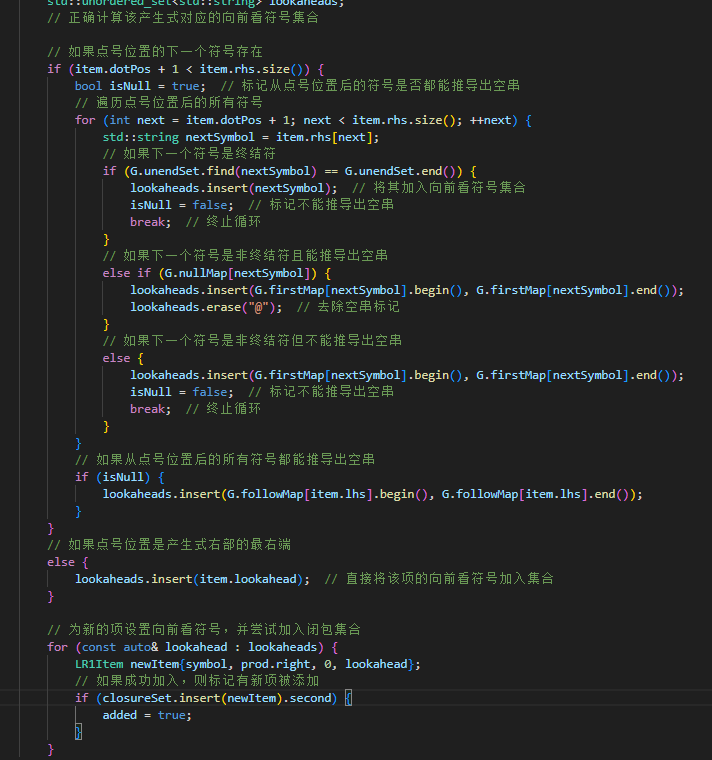 std::unordered_set<std::string> lookaheads;
// 正确计算该产生式对应的向前看符号集合
// 如果点号位置的下一个符号存在
if (item.dotPos + 1 < item.rhs.size()) {
bool isNull = true;  // 标记从点号位置后的符号是否都能推导出空串
// 遍历点号位置后的所有符号
for (int next = item.dotPos + 1; next < item.rhs.size(); ++next) {
std::string nextSymbol = item.rhs[next];
// 如果下一个符号是终结符
if (G.unendSet.find(nextSymbol) == G.unendSet.end()) {
lookaheads.insert(nextSymbol);  // 将其加入向前看符号集合
isNull = false;  // 标记不能推导出空串
break;  // 终止循环
}
// 如果下一个符号是非终结符且能推导出空串
else if (G.nullMap[nextSymbol]) {
lookaheads.insert(G.firstMap[nextSymbol].begin(), G.firstMap[nextSymbol].end());
lookaheads.erase("@");  // 去除空串标记
}
// 如果下一个符号是非终结符但不能推导出空串
else {
lookaheads.insert(G.firstMap[nextSymbol].begin(), G.firstMap[nextSymbol].end());
isNull = false;  // 标记不能推导出空串
break;  // 终止循环
}
}
// 如果从点号位置后的所有符号都能推导出空串
if (isNull) {
lookaheads.insert(G.followMap[item.lhs].begin(), G.followMap[item.lhs].end());
}
}
// 如果点号位置是产生式右部的最右端
else {
lookaheads.insert(item.lookahead);  // 直接将该项的向前看符号加入集合
}
// 为新的项设置向前看符号，并尝试加入闭包集合
for (const auto& lookahead : lookaheads) {
LR1Item newItem{symbol, prod.right, 0, lookahead};
// 如果成功加入，则标记有新项被添加
if (closureSet.insert(newItem).second) {
added = true;
}
}